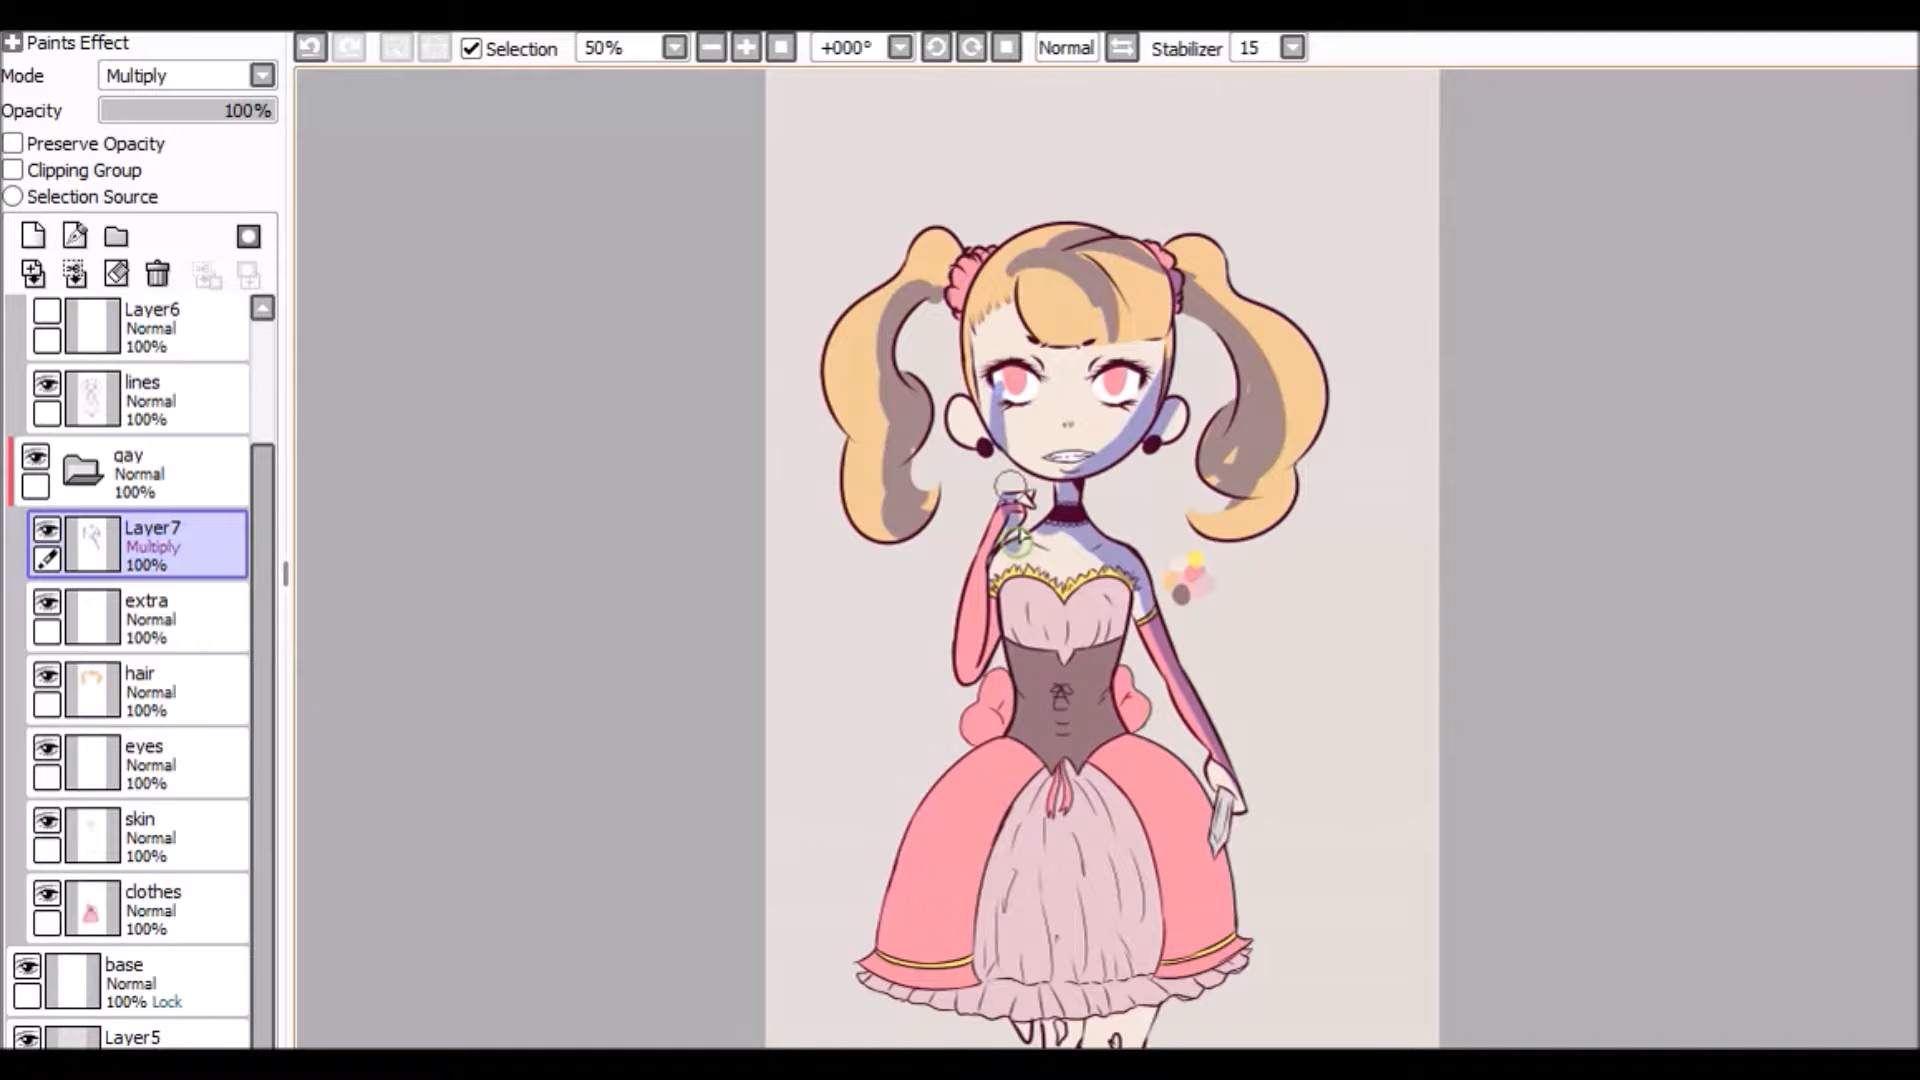 Paints Effect
Selection 50% +000° Normal Stabilizer 15
Mode Multiply
Opacity 100%
Preserve Opacity
Clipping Group
Selection Source
Layer6
Normal
100%
lines
Normal
100%
gay
Normal
100%
Layer7
Multiply
100%
extra
Normal
100%
hair
Normal
100%
eyes
Normal
100%
skin
Normal
100%
clothes
Normal
100%
base
Normal
100% Lock
Layer5